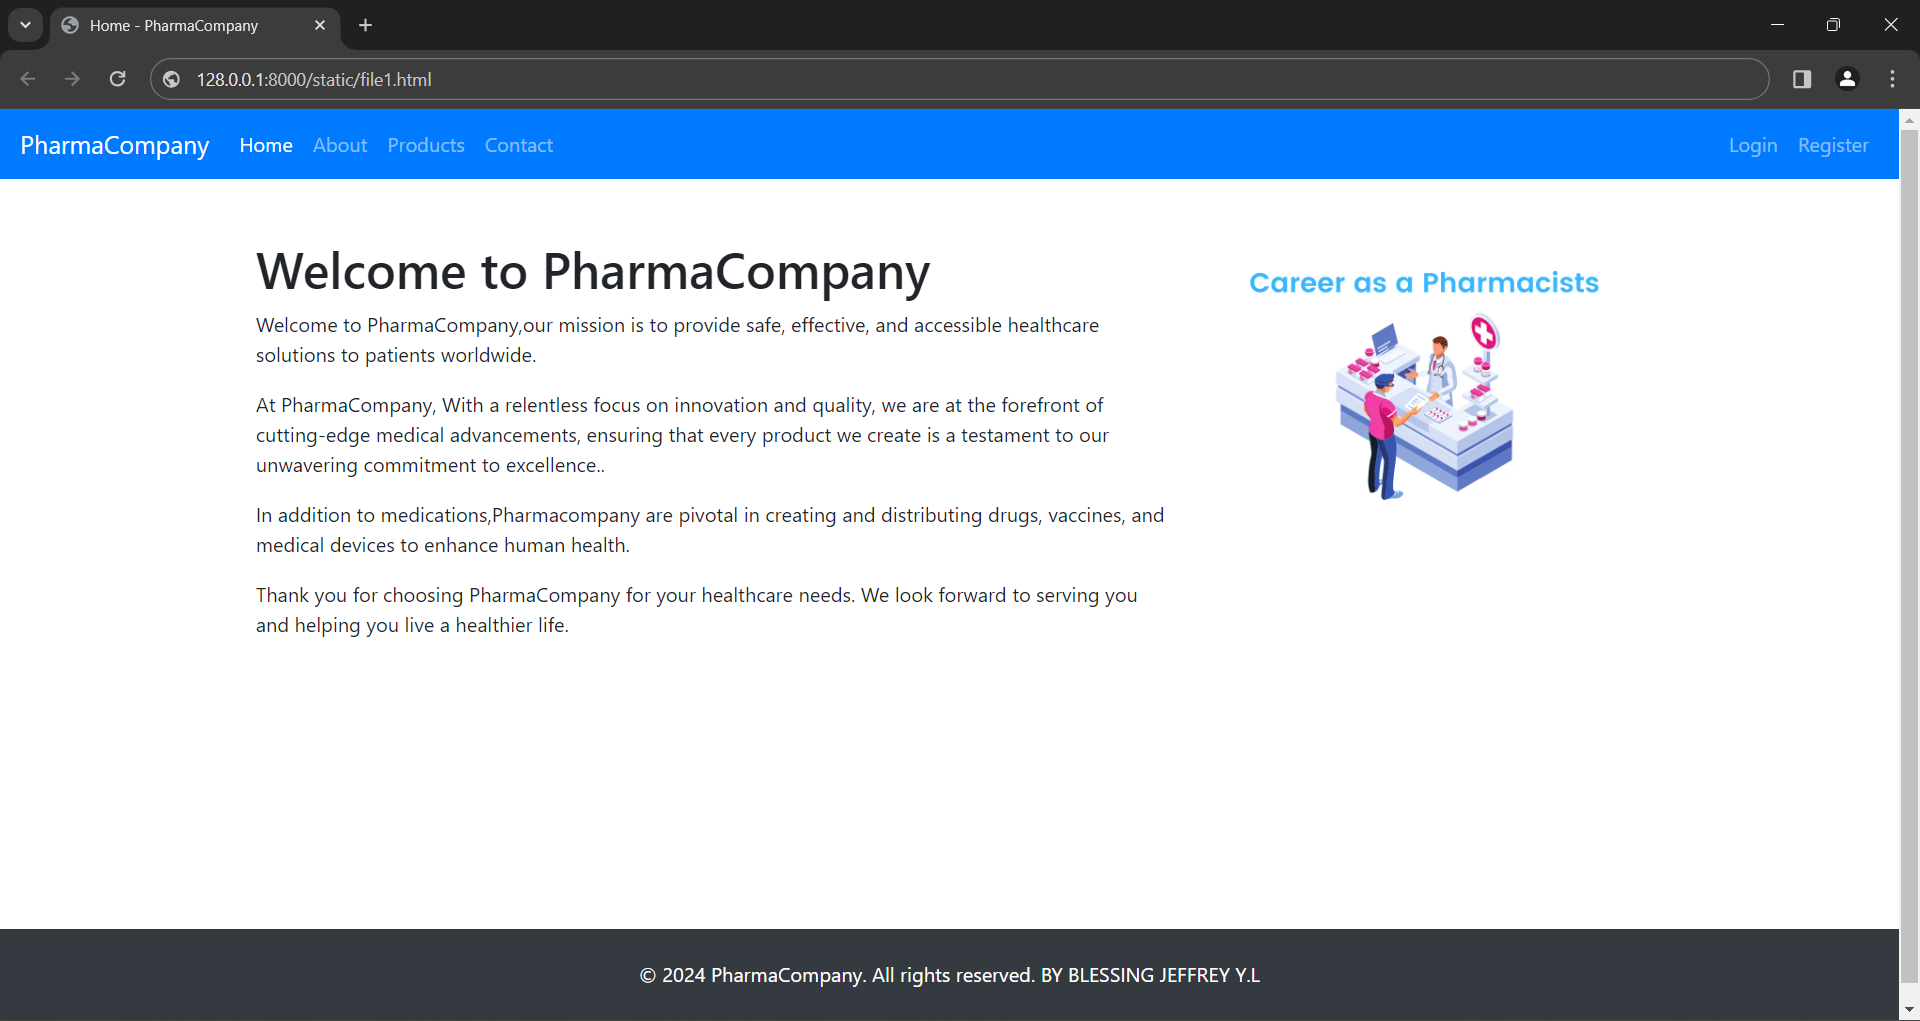 Home - PharmaCompany
128.0.0.1:8000/static/file1.html
PharmaCompany Home About Products Contact Login Register
Welcome to PharmaCompany
Welcome to PharmaCompany,our mission is to provide safe, effective, and accessible healthcare
solutions to patients worldwide.
At PharmaCompany, With a relentless focus on innovation and quality, we are at the forefront of
cutting-edge medical advancements, ensuring that every product we create is a testament to our
unwavering commitment to excellence..
In addition to medications,Pharmacompany are pivotal in creating and distributing drugs, vaccines, and
medical devices to enhance human health.
Thank you for choosing PharmaCompany for your healthcare needs. We look forward to serving you
and helping you live a healthier life.
Career as a Pharmacists
© 2024 PharmaCompany. All rights reserved. BY BLESSING JEFFREY Y.L